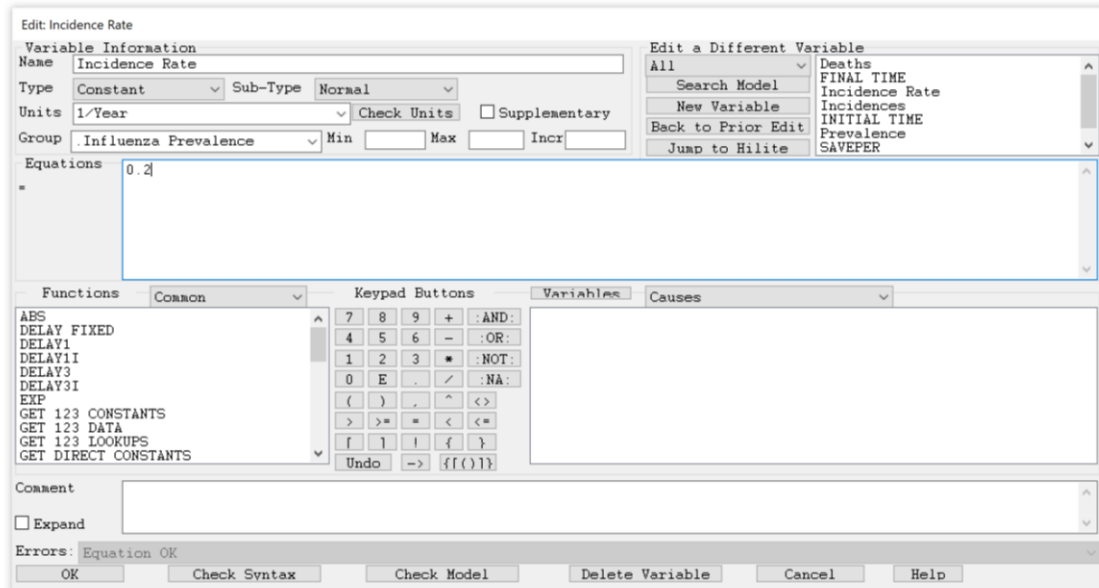 Edit: Incidence Rate
Variable Information
Name Incidence Rate
Type Constant Sub-Type Normal
Units 1/Year Check Units Supplementary
Group .Influenza Prevalence Min Max Incr
Edit a Different Variable
All
Search Model
New Variable
Back to Prior Edit
Jump to Hilite
Deaths
FINAL TIME
Incidence Rate
Incidences
INITIAL TIME
Prevalence
SAVEPER
Equations
=
0.2
Functions Common
ABS
DELAY FIXED
DELAY1
DELAY1I
DELAY3
DELAY3I
EXP
GET 123 CONSTANTS
GET 123 DATA
GET 123 LOOKUPS
GET DIRECT CONSTANTS
Keypad Buttons
7 8 9 + :AND:
4 5 6 - :OR:
1 2 3 * :NOT:
0 E . / :NA:
( ) , ^ <>
> >= = < <=
[ ] ! { }
Undo -> {[()]}
Variables Causes
Comment
Expand
Errors: Equation OK
OK Check Syntax Check Model Delete Variable Cancel Help